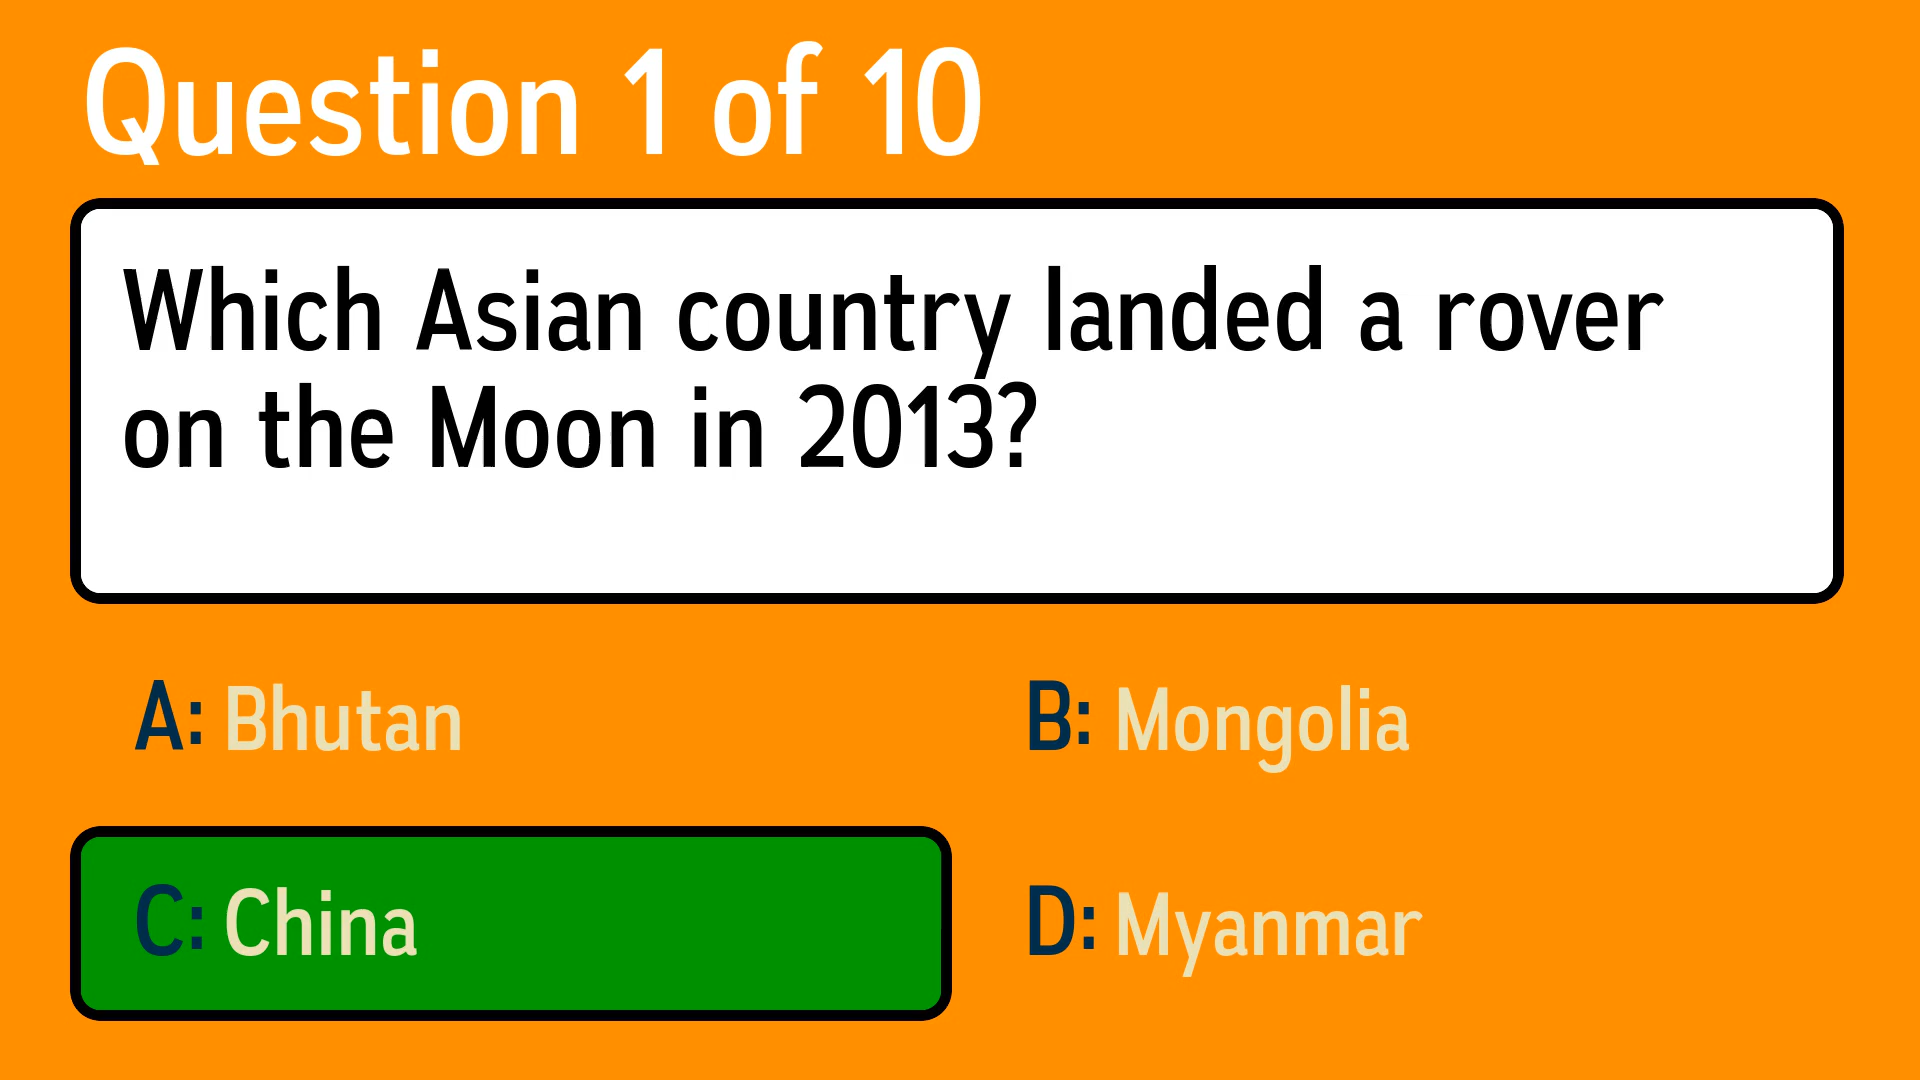 Question 1 of 10
Which Asian country landed a rover
on the Moon in 2013?
A: Bhutan
B: Mongolia
C: China
D: Myanmar